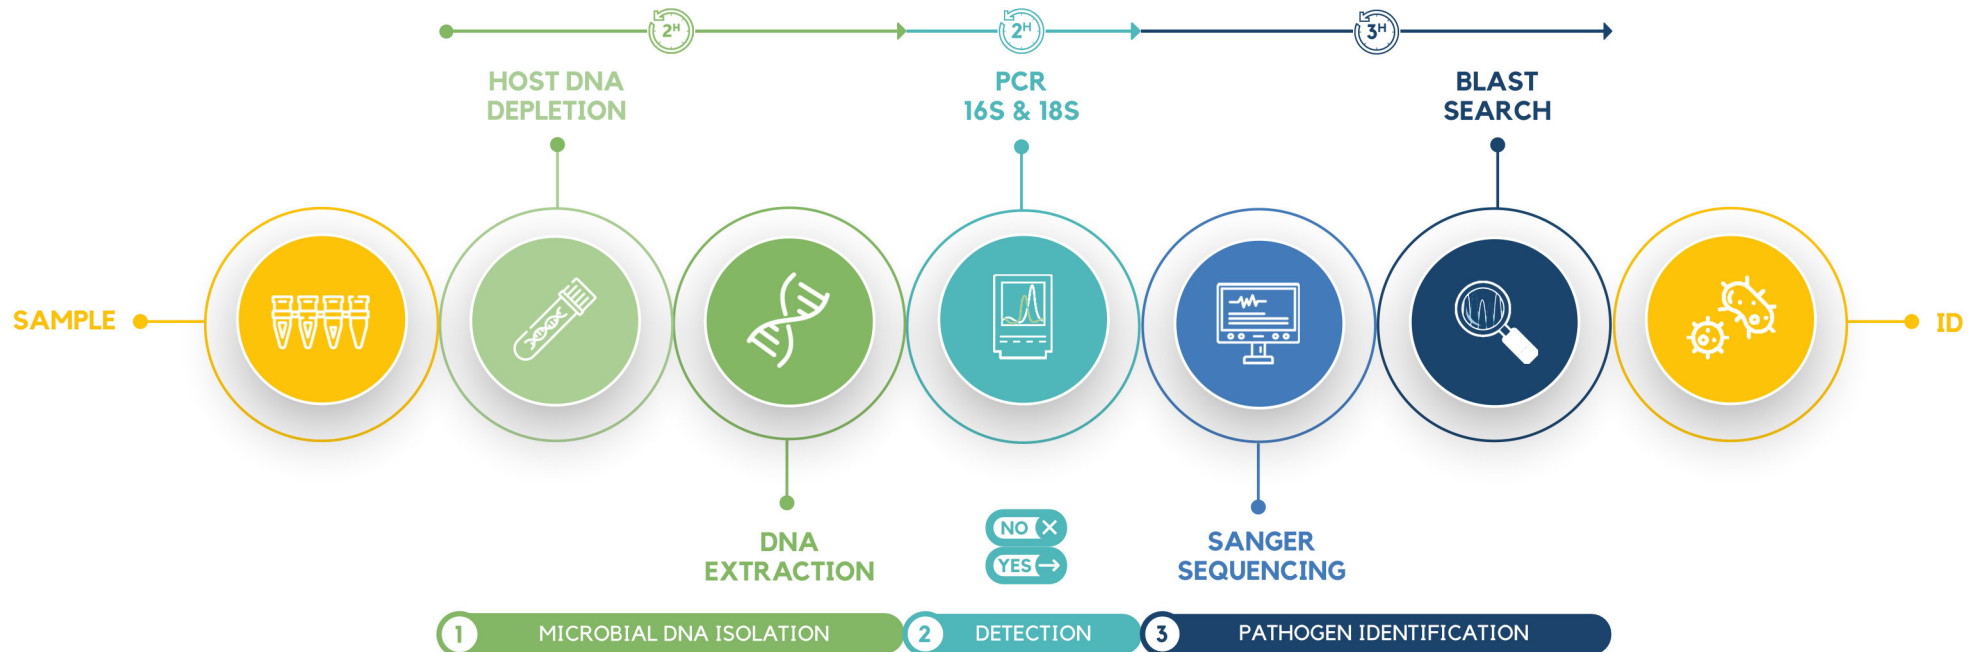 2H
2H
3H
HOST DNA
DEPLETION
PCR
16S & 18S
BLAST
SEARCH
SAMPLE
ID
DNA
EXTRACTION
NO
YES
SANGER
SEQUENCING
1 MICROBIAL DNA ISOLATION
2 DETECTION
3 PATHOGEN IDENTIFICATION